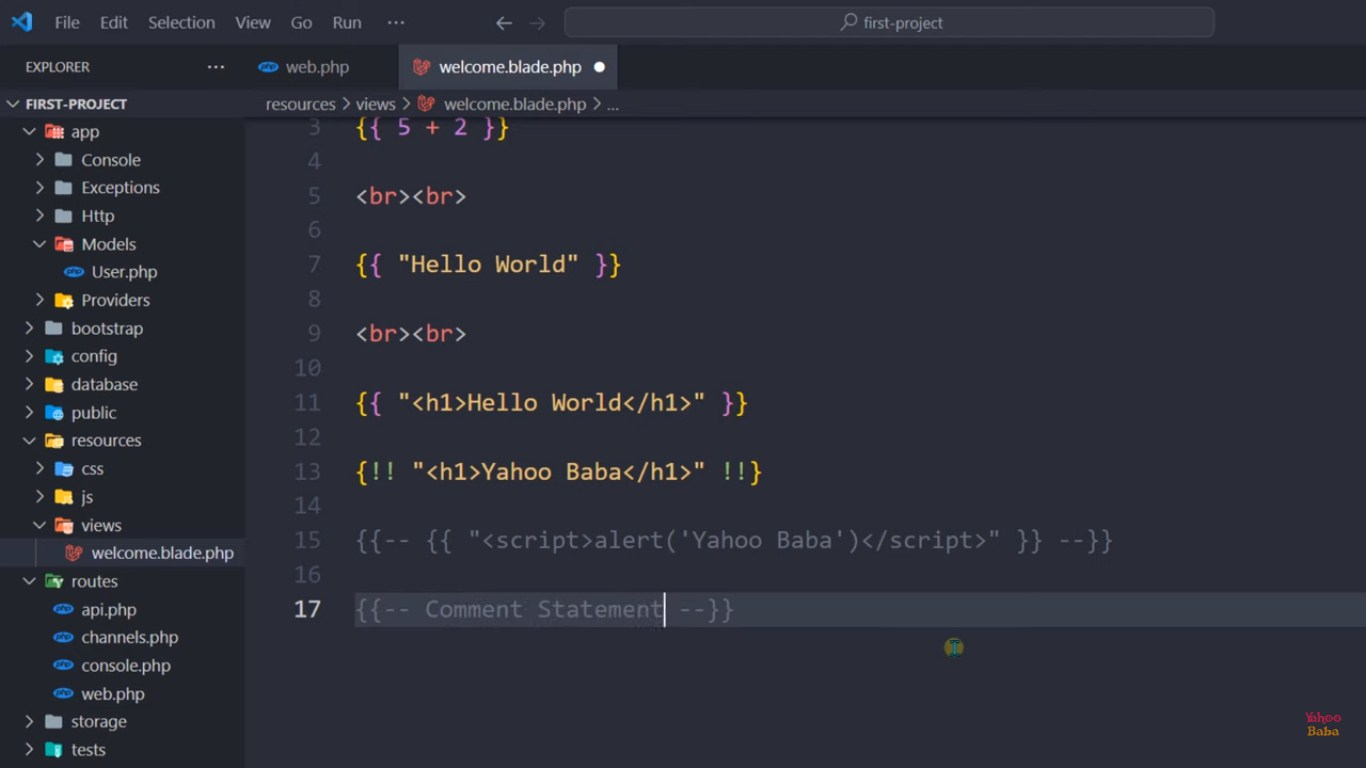 File Edit Selection View Go Run ...
first-project
EXPLORER ...
web.php
welcome.blade.php
FIRST-PROJECT
resources > views > welcome.blade.php > ...
app
Console
Exceptions
Http
Models
User.php
Providers
bootstrap
config
database
public
resources
css
js
views
welcome.blade.php
routes
api.php
channels.php
console.php
web.php
storage
tests
3 {{ 5 + 2 }}
4
5 <br><br>
6
7 {{ "Hello World" }}
8
9 <br><br>
10
11 {{ "<h1>Hello World</h1>" }}
12
13 {!! "<h1>Yahoo Baba</h1>" !!}
14
15 {{-- {{ "<script>alert('Yahoo Baba')</script>" }} --}}
16
17 {{-- Comment Statement --}}
Yahoo
Baba